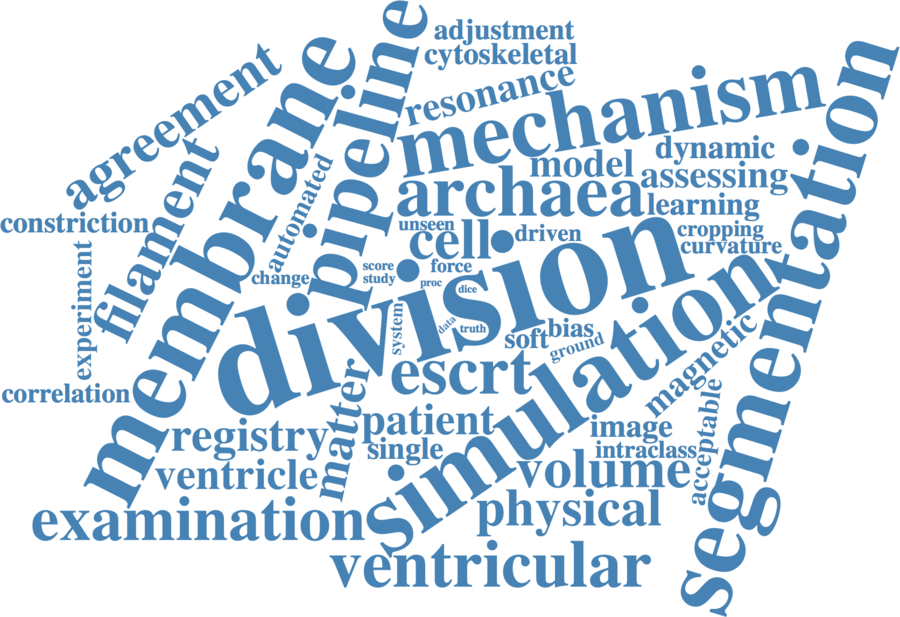 adjustment
cytoskeletal
resonance
mechanism
agreement
membrane
pipeline
segmentation
filament
automated
model
dynamic
archaea
assessing
learning
constriction
unseen
cell
driven
cropping
curvature
experiment
change
score
study
force
proc
dice
division
simulation
system
data
truth
soft
bias
ground
magnetic
correlation
escrt
matter
registry
patient
image
acceptable
single
intraclass
ventricle
volume
examination
physical
ventricular